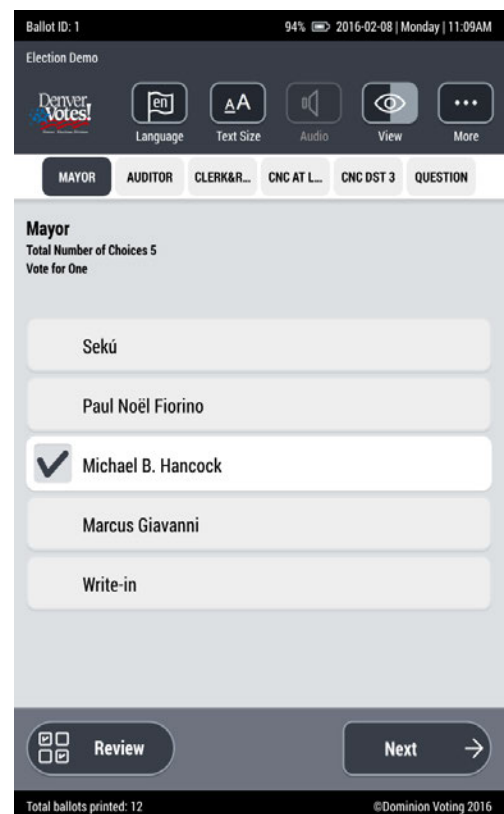 Ballot ID: 1 94% 2016-02-08 | Monday | 11:09AM
Election Demo
Denver
Votes!
en AA
Language Text Size Audio View More
MAYOR AUDITOR CLERK&R... CNC AT L... CNC DST 3 QUESTION
Mayor
Total Number of Choices 5
Vote for One
Sekú
Paul Noël Fiorino
Michael B. Hancock
Marcus Giavanni
Write-in
Review Next
Total ballots printed: 12 ©Dominion Voting 2016